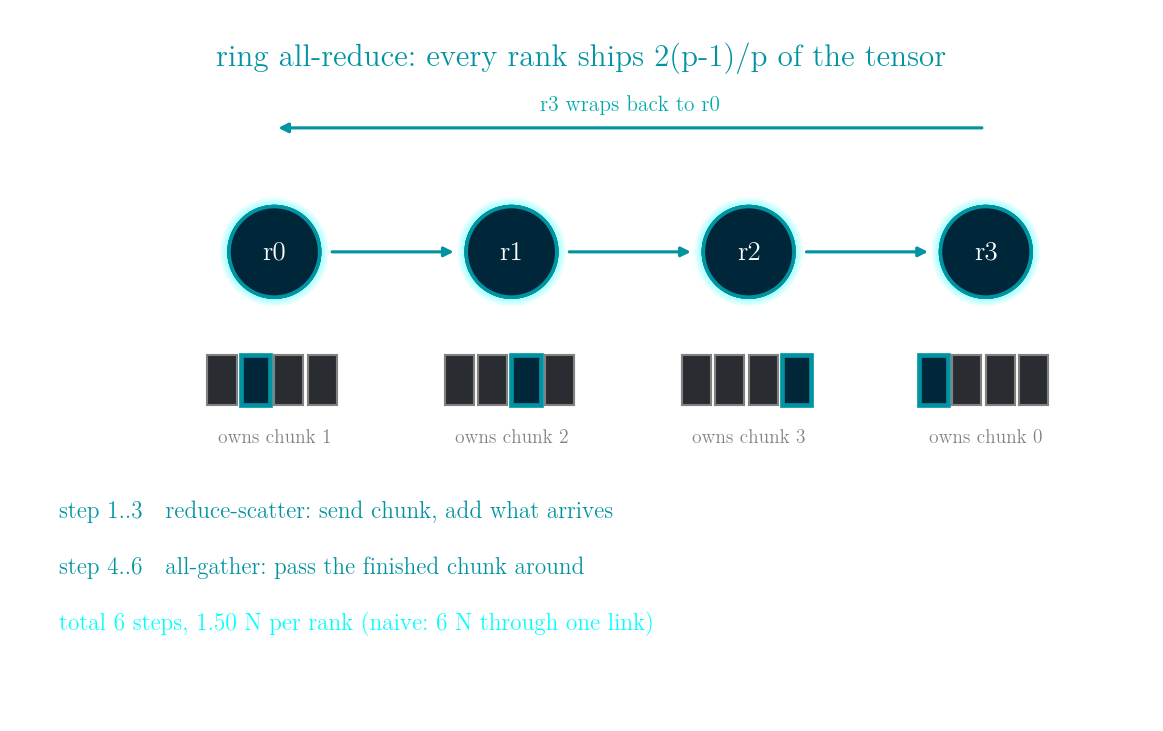 ring all-reduce: every rank ships 2(p-1)/p of the tensor
r3 wraps back to r0
r0
r1
r2
r3
owns chunk 1
owns chunk 2
owns chunk 3
owns chunk 0
step 1..3 reduce-scatter: send chunk, add what arrives
step 4..6 all-gather: pass the finished chunk around
total 6 steps, 1.50 N per rank (naive: 6 N through one link)